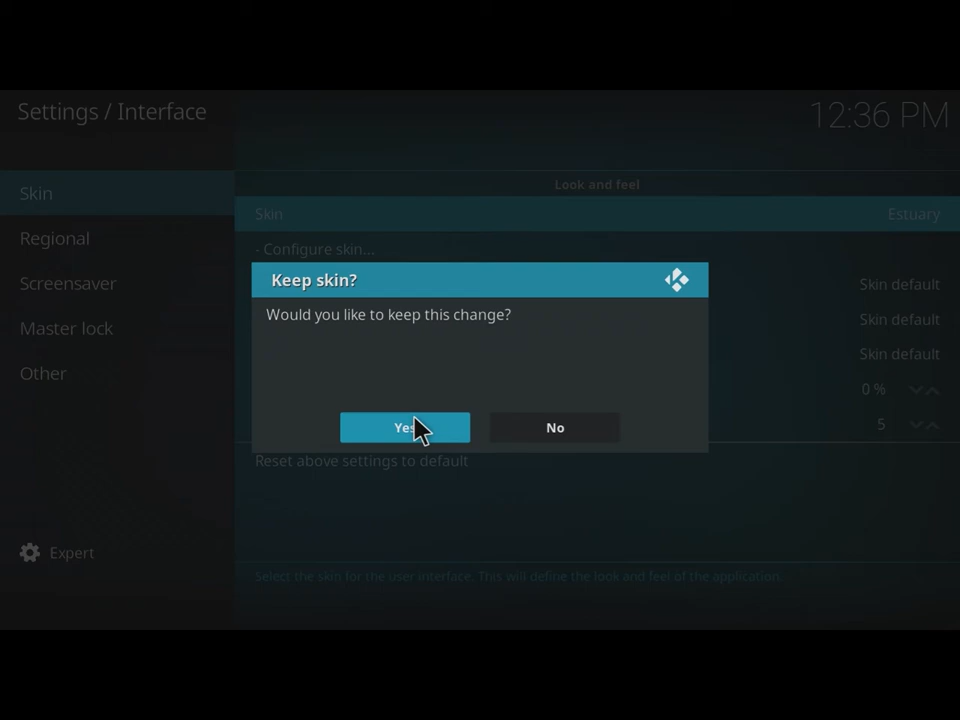 Settings / Interface
12:36 PM
Skin
Regional
Screensaver
Master lock
Other
Expert
Look and feel
Skin Estuary
- Configure skin...
Skin default
Skin default
Skin default
0 %
5
Reset above settings to default
Select the skin for the user interface. This will define the look and feel of the application.
Keep skin?
Would you like to keep this change?
Yes
No